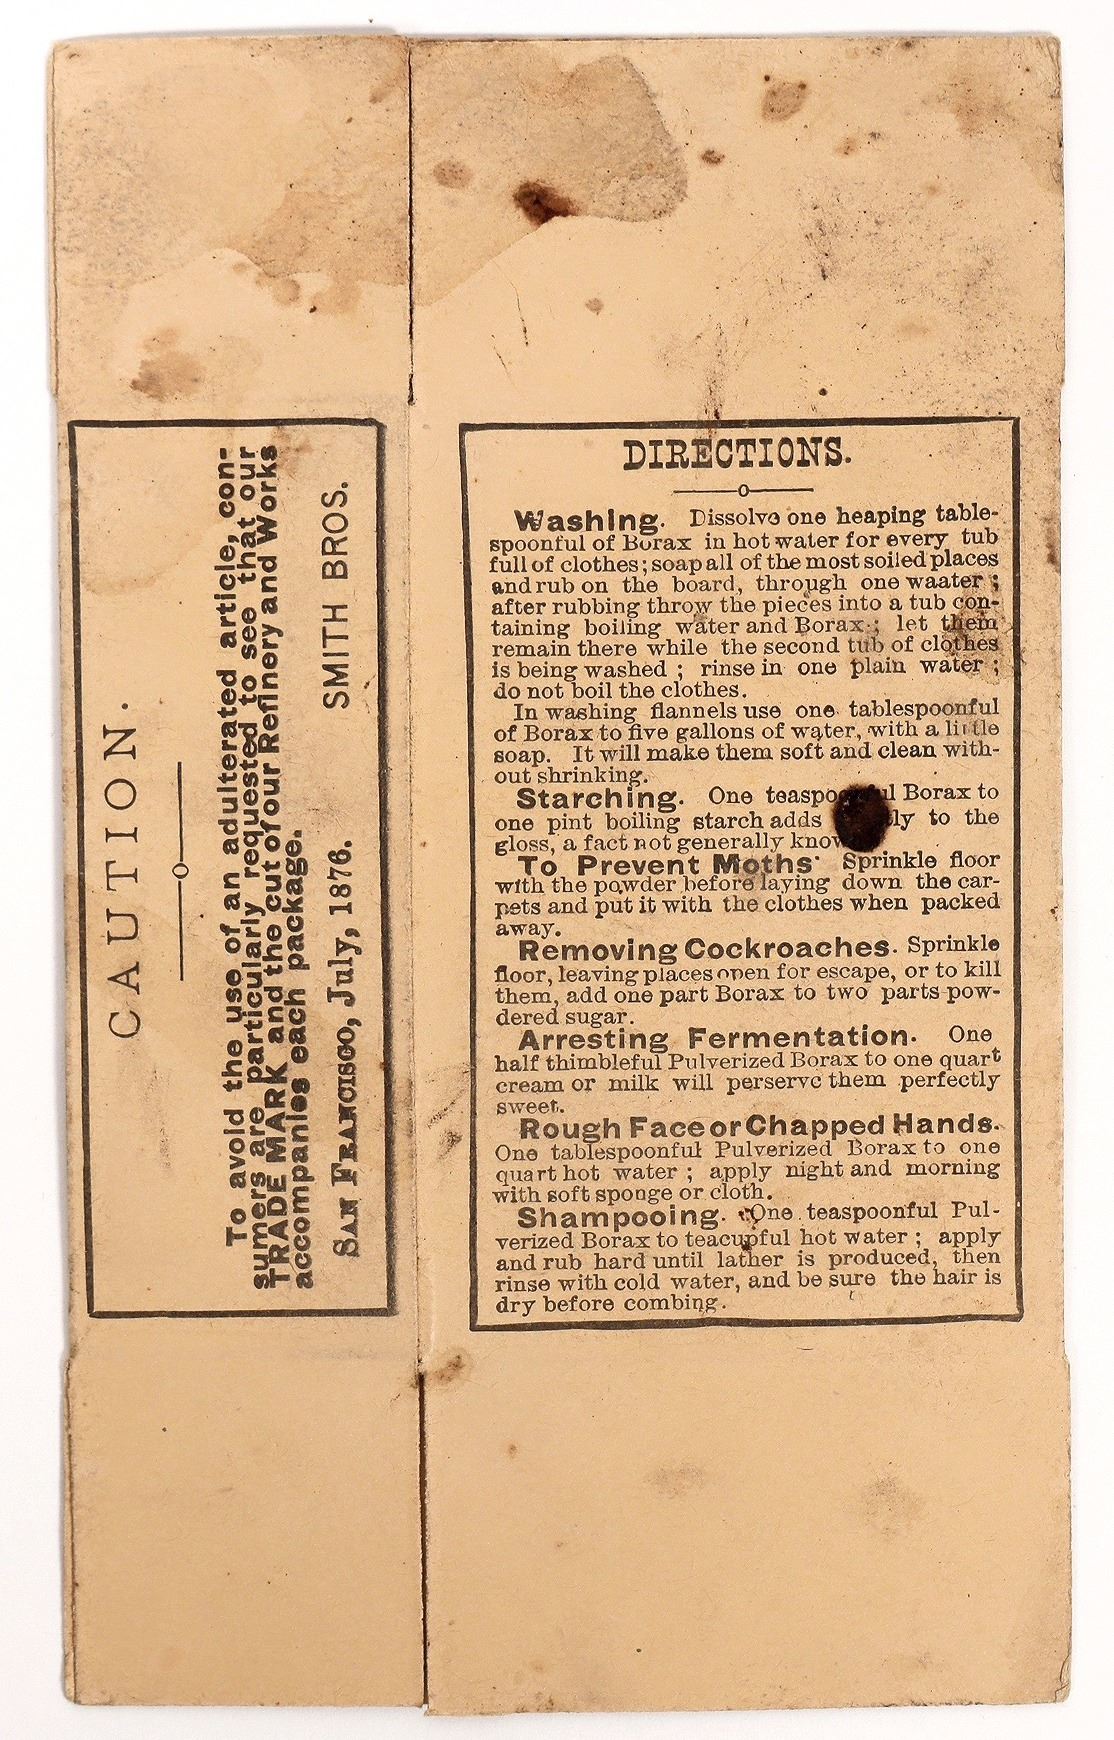 CAUTION.
To avoid the use of an adulterated article, con-
sumers are particularly requested to see that our
TRADE MARK and the cut of our Refinery and Works
accompanies each package.
SMITH BROS.
SAN FRANCISCO, July, 1876.
DIRECTIONS.
Washing. Dissolve one heaping table-
spoonful of Borax in hot water for every tub
full of clothes; soap all of the most soiled places
and rub on the board, through one waater ;
after rubbing throw the pieces into a tub con-
taining boiling water and Borax ; let them
remain there while the second tub of clothes
is being washed ; rinse in one plain water ;
do not boil the clothes.
In washing flannels use one tablespoonful
of Borax to five gallons of water, with a little
soap. It will make them soft and clean with-
out shrinking.
Starching. One Borax to
one pint boiling starch adds to the
gloss, a fact not generally
To Prevent Moths. Sprinkle floor
with the powder before laying down the car-
pets and put it with the clothes when packed
away.
Removing Cockroaches. Sprinkle
floor, leaving places open for escape, or to kill
them, add one part Borax to two parts pow-
dered sugar.
Arresting Fermentation. One
half thimbleful Pulverized Borax to one quart
cream or milk will perserve them perfectly
sweet.
Rough Face or Chapped Hands.
One tablespoonful Pulverized Borax to one
quart hot water ; apply night and morning
with soft sponge or cloth.
Shampooing. One teaspoonful Pul-
verized Borax to teacupful hot water ; apply
and rub hard until lather is produced, then
rinse with cold water, and be sure the hair is
dry before combing.